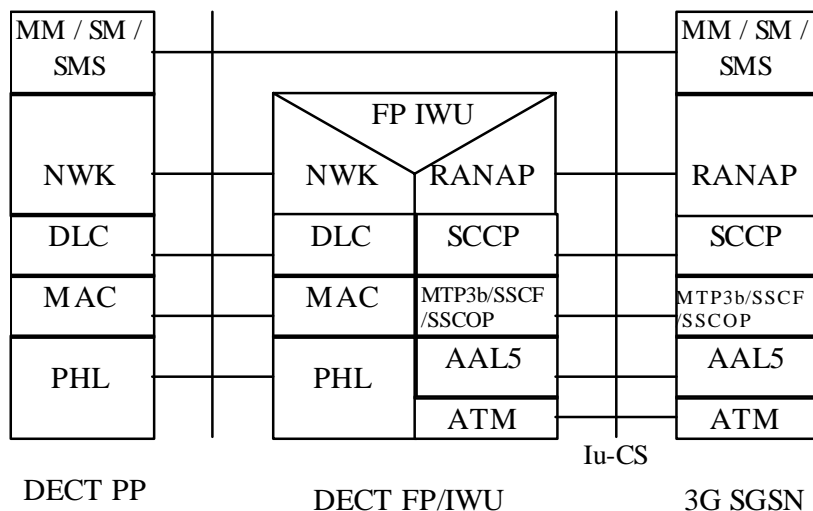 MM / SM /
SMS
NWK
DLC
MAC
PHL
DECT PP
FP IWU
NWK
RANAP
DLC
SCCP
MAC
MTP3b/SSCF
/SSCOP
PHL
AAL5
ATM
DECT FP/IWU
Iu-CS
MM / SM /
SMS
RANAP
SCCP
MTP3b/SSCF
/SSCOP
AAL5
ATM
3G SGSN